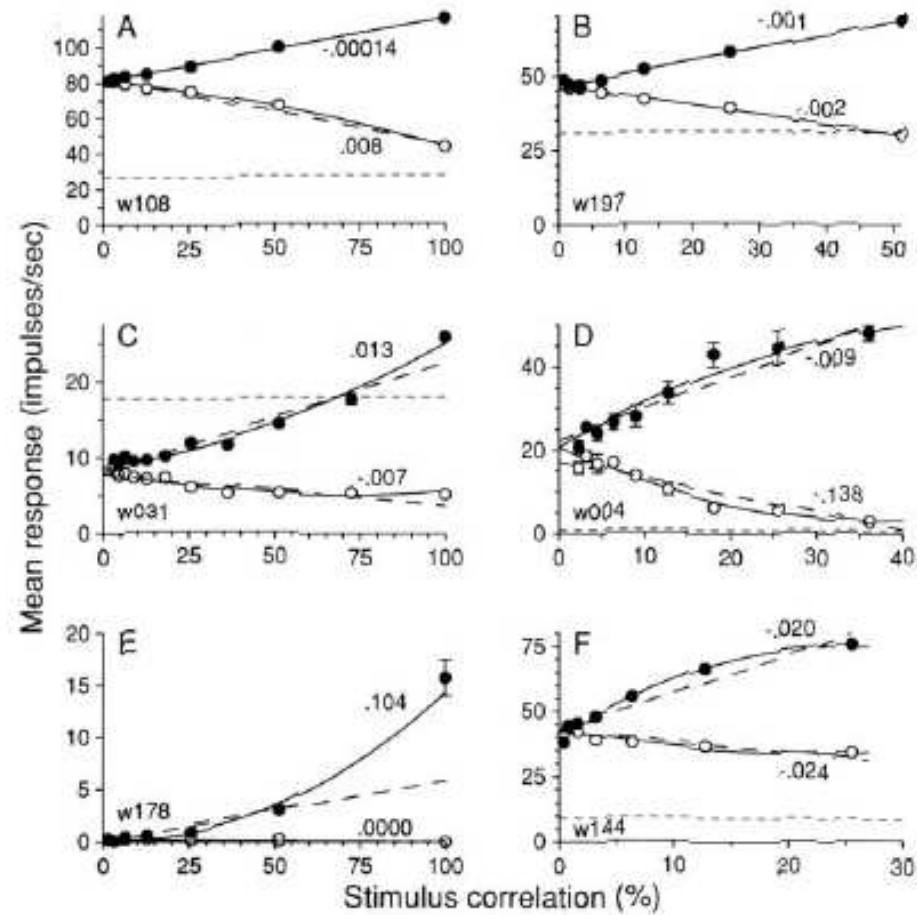 Mean response (impulses/sec)
A
-.00014
.008
w108
100
80
60
40
20
0
0 25 50 75 100
B
-.001
-.002
w197
50
25
0
0 10 20 30 40 50
C
.013
-.007
w031
20
10
0
0 25 50 75 100
D
-.009
-.138
w004
40
20
0
0 10 20 30 40
E
.104
.0000
w178
20
15
10
5
0
0 25 50 75 100
F
-.020
-.024
w144
75
50
25
0
0 10 20 30
Stimulus correlation (%)